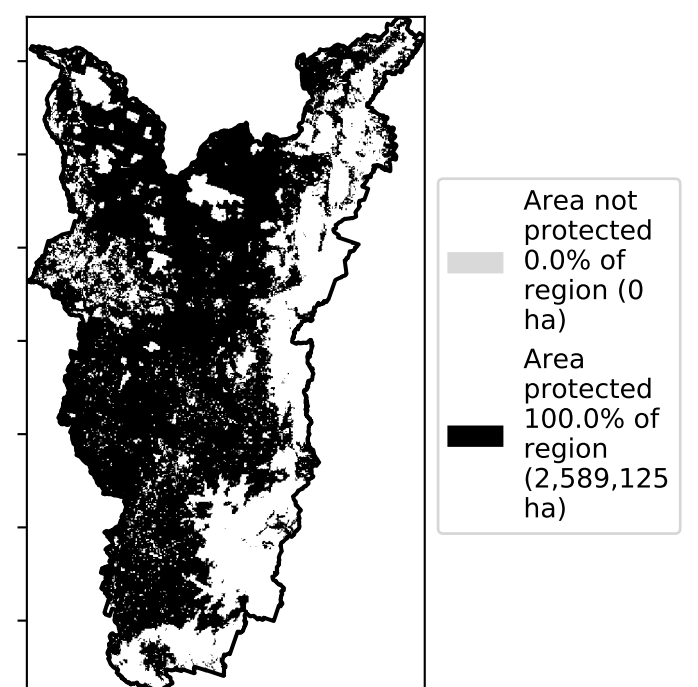 Area not
protected
0.0% of
region (0
ha)
Area
protected
100.0% of
region
(2,589,125
ha)